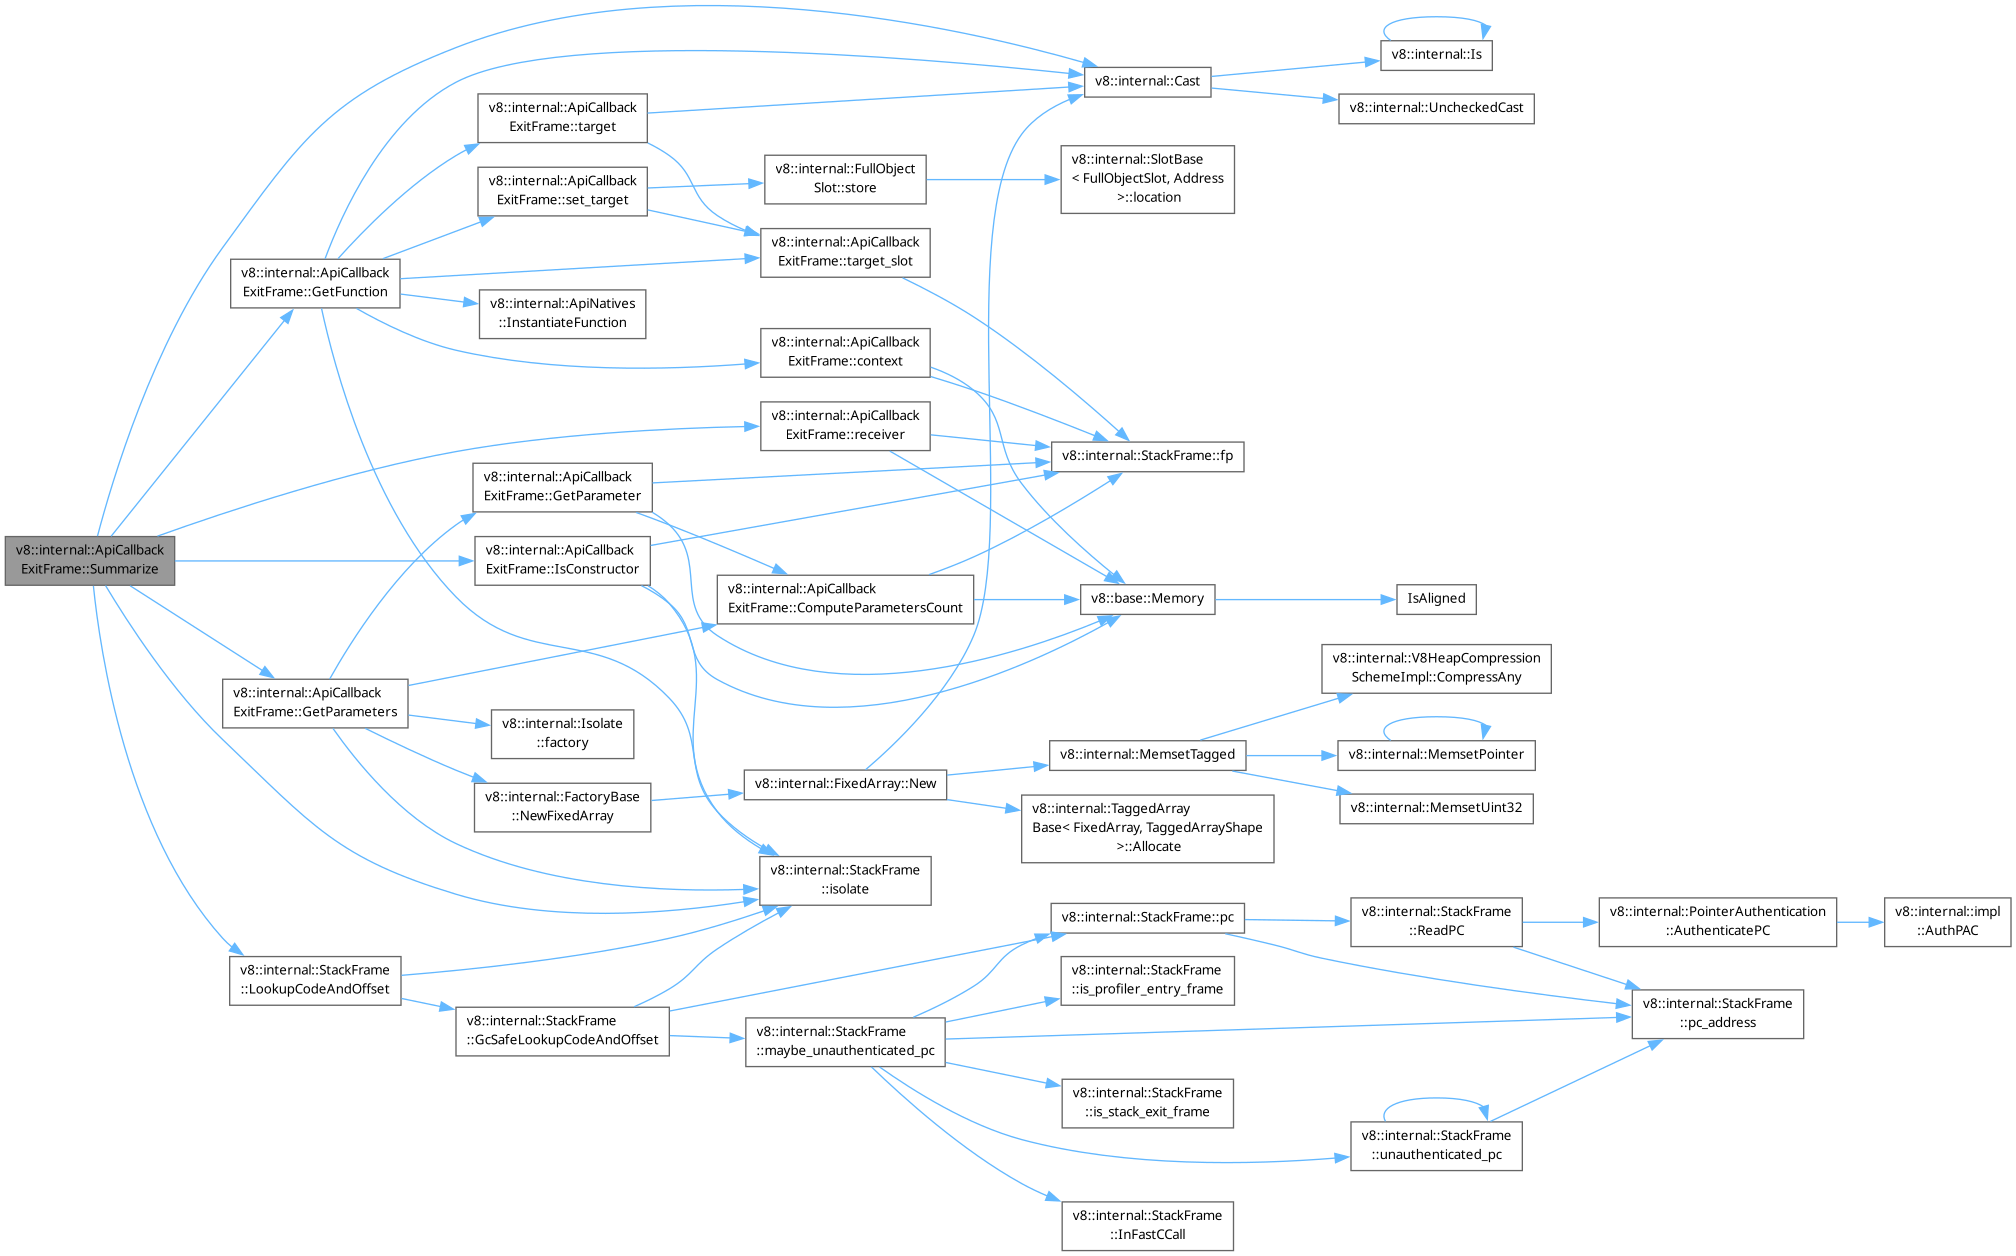 v8::internal::ApiCallback
ExitFrame::Summarize
v8::internal::ApiCallback
ExitFrame::GetFunction
v8::internal::ApiCallback
ExitFrame::GetParameters
v8::internal::StackFrame
::LookupCodeAndOffset
v8::internal::ApiCallback
ExitFrame::target
v8::internal::ApiCallback
ExitFrame::set_target
v8::internal::ApiNatives
::InstantiateFunction
v8::internal::ApiCallback
ExitFrame::GetParameter
v8::internal::ApiCallback
ExitFrame::IsConstructor
v8::internal::Isolate
::factory
v8::internal::FactoryBase
::NewFixedArray
v8::internal::StackFrame
::GcSafeLookupCodeAndOffset
v8::internal::FullObject
Slot::store
v8::internal::ApiCallback
ExitFrame::target_slot
v8::internal::ApiCallback
ExitFrame::context
v8::internal::ApiCallback
ExitFrame::receiver
v8::internal::ApiCallback
ExitFrame::ComputeParametersCount
v8::internal::FixedArray::New
v8::internal::StackFrame
::isolate
v8::internal::StackFrame
::maybe_unauthenticated_pc
v8::internal::Cast
v8::internal::SlotBase
< FullObjectSlot, Address
>::location
v8::internal::StackFrame::fp
v8::base::Memory
v8::internal::MemsetTagged
v8::internal::TaggedArray
Base< FixedArray, TaggedArrayShape
>::Allocate
v8::internal::StackFrame::pc
v8::internal::StackFrame
::is_profiler_entry_frame
v8::internal::StackFrame
::is_stack_exit_frame
v8::internal::StackFrame
::InFastCCall
v8::internal::Is
v8::internal::UncheckedCast
IsAligned
v8::internal::V8HeapCompression
SchemeImpl::CompressAny
v8::internal::MemsetPointer
v8::internal::MemsetUint32
v8::internal::StackFrame
::ReadPC
v8::internal::StackFrame
::unauthenticated_pc
v8::internal::PointerAuthentication
::AuthenticatePC
v8::internal::StackFrame
::pc_address
v8::internal::impl
::AuthPAC